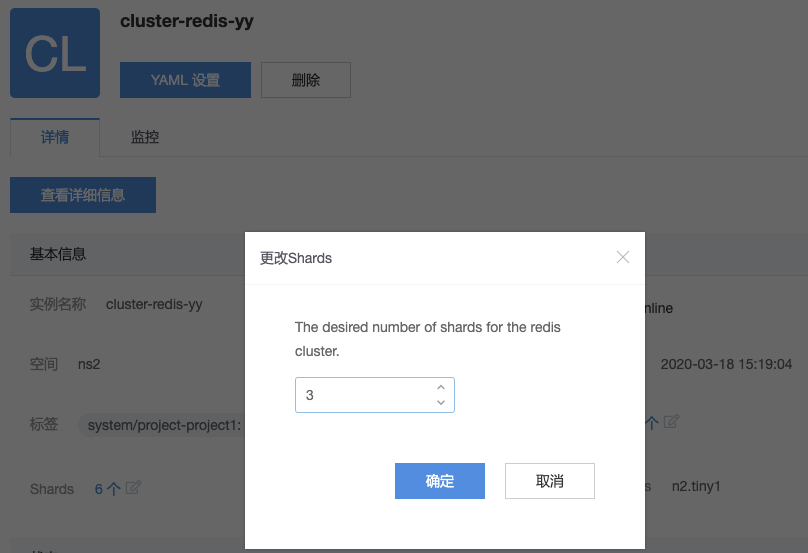 CL
cluster-redis-yy
YAML 设置
删除
详情
监控
查看详细信息
基本信息
更改Shards
The desired number of shards for the redis
cluster.
3
确定
取消
实例名称
cluster-redis-yy
nline
空间
ns2
2020-03-18 15:19:04
标签
system/project-project1:
个
Shards
6 个
s
n2.tiny1